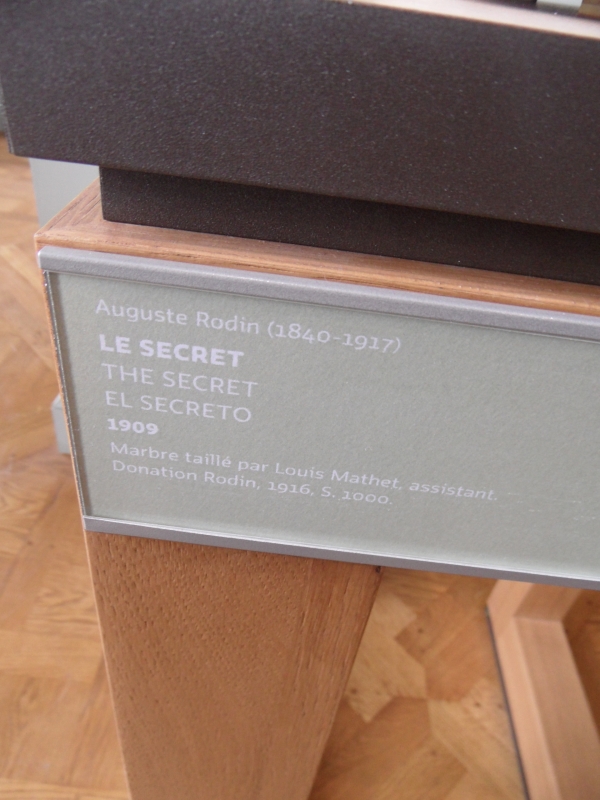 Auguste Rodin (1840-1917)
LE SECRET
THE SECRET
EL SECRETO
1909
Marbre taillé par Louis Mathet, assistant.
Donation Rodin, 1916, S. 1000.